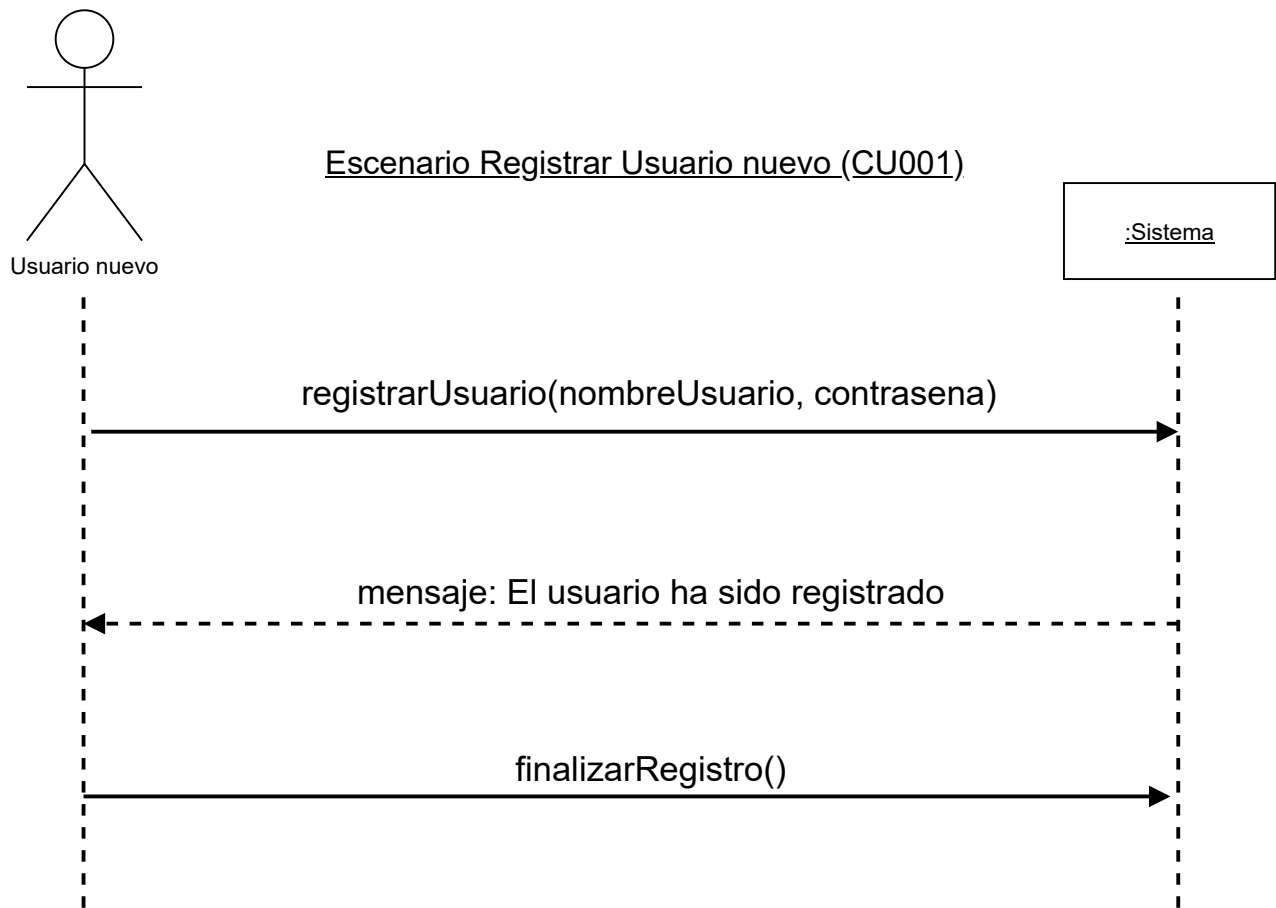 Escenario Registrar Usuario nuevo (CU001)
:Sistema
Usuario nuevo
registrarUsuario(nombreUsuario, contrasena)
mensaje: El usuario ha sido registrado
finalizarRegistro()